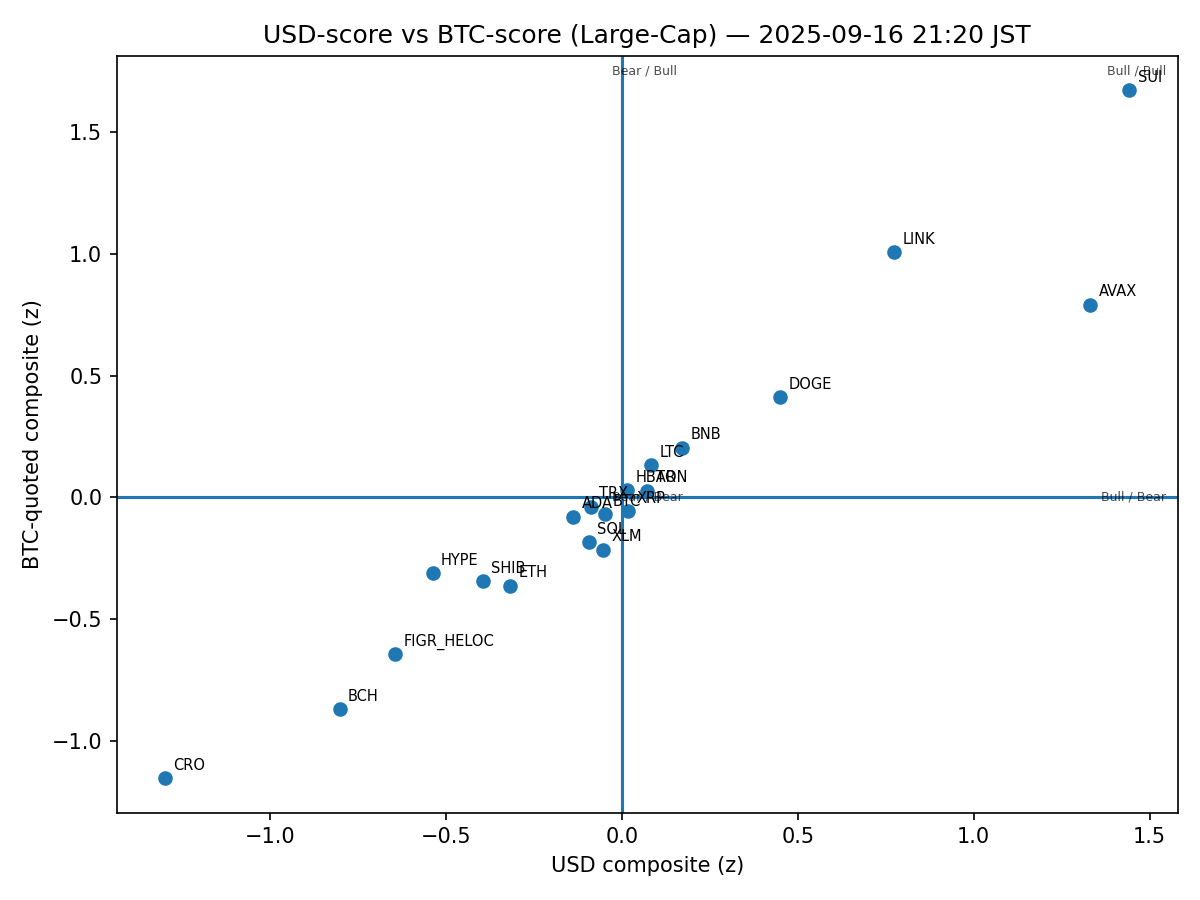 USD-score vs BTC-score (Large-Cap) — 2025-09-16 21:20 JST
Bear / Bull
Bull / Bull
SUI
1.5
LINK
1.0
AVAX
DOGE
0.5
BNB
LTC
HBAR
TON
TRX
0.0
Bear / Bear
XRP
Bull / Bear
ADA
BTC
SOL
XLM
HYPE
SHIB
ETH
−0.5
FIGR_HELOC
BCH
−1.0
CRO
−1.0
−0.5
0.0
0.5
1.0
1.5
USD composite (z)
BTC-quoted composite (z)